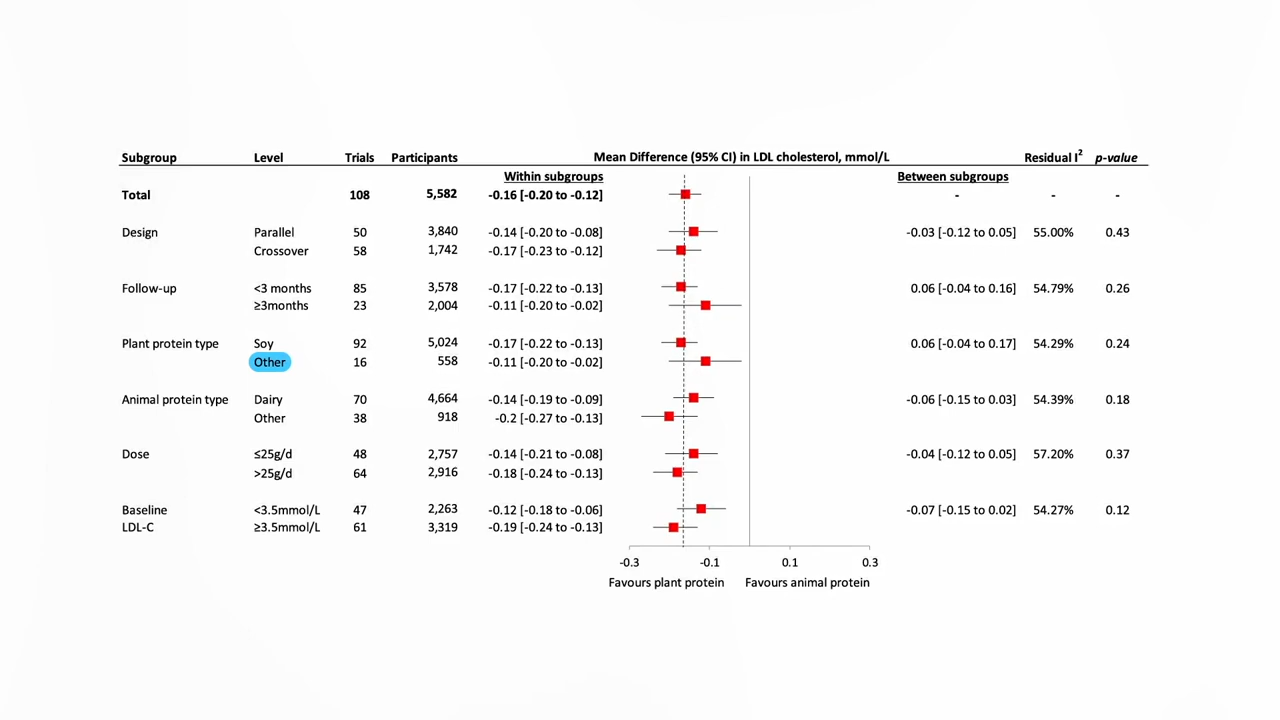 Subgroup Level Trials Participants Mean Difference (95% CI) in LDL cholesterol, mmol/L Residual I² p-value
Within subgroups Between subgroups
Total 108 5,582 -0.16 [-0.20 to -0.12] - - -
Design Parallel 50 3,840 -0.14 [-0.20 to -0.08] -0.03 [-0.12 to 0.05] 55.00% 0.43
Crossover 58 1,742 -0.17 [-0.23 to -0.12]
Follow-up <3 months 85 3,578 -0.17 [-0.22 to -0.13] 0.06 [-0.04 to 0.16] 54.79% 0.26
≥3months 23 2,004 -0.11 [-0.20 to -0.02]
Plant protein type Soy 92 5,024 -0.17 [-0.22 to -0.13] 0.06 [-0.04 to 0.17] 54.29% 0.24
Other 16 558 -0.11 [-0.20 to -0.02]
Animal protein type Dairy 70 4,664 -0.14 [-0.19 to -0.09] -0.06 [-0.15 to 0.03] 54.39% 0.18
Other 38 918 -0.2 [-0.27 to -0.13]
Dose ≤25g/d 48 2,757 -0.14 [-0.21 to -0.08] -0.04 [-0.12 to 0.05] 57.20% 0.37
>25g/d 64 2,916 -0.18 [-0.24 to -0.13]
Baseline <3.5mmol/L 47 2,263 -0.12 [-0.18 to -0.06] -0.07 [-0.15 to 0.02] 54.27% 0.12
LDL-C ≥3.5mmol/L 61 3,319 -0.19 [-0.24 to -0.13]
-0.3 -0.1 0.1 0.3
Favours plant protein Favours animal protein